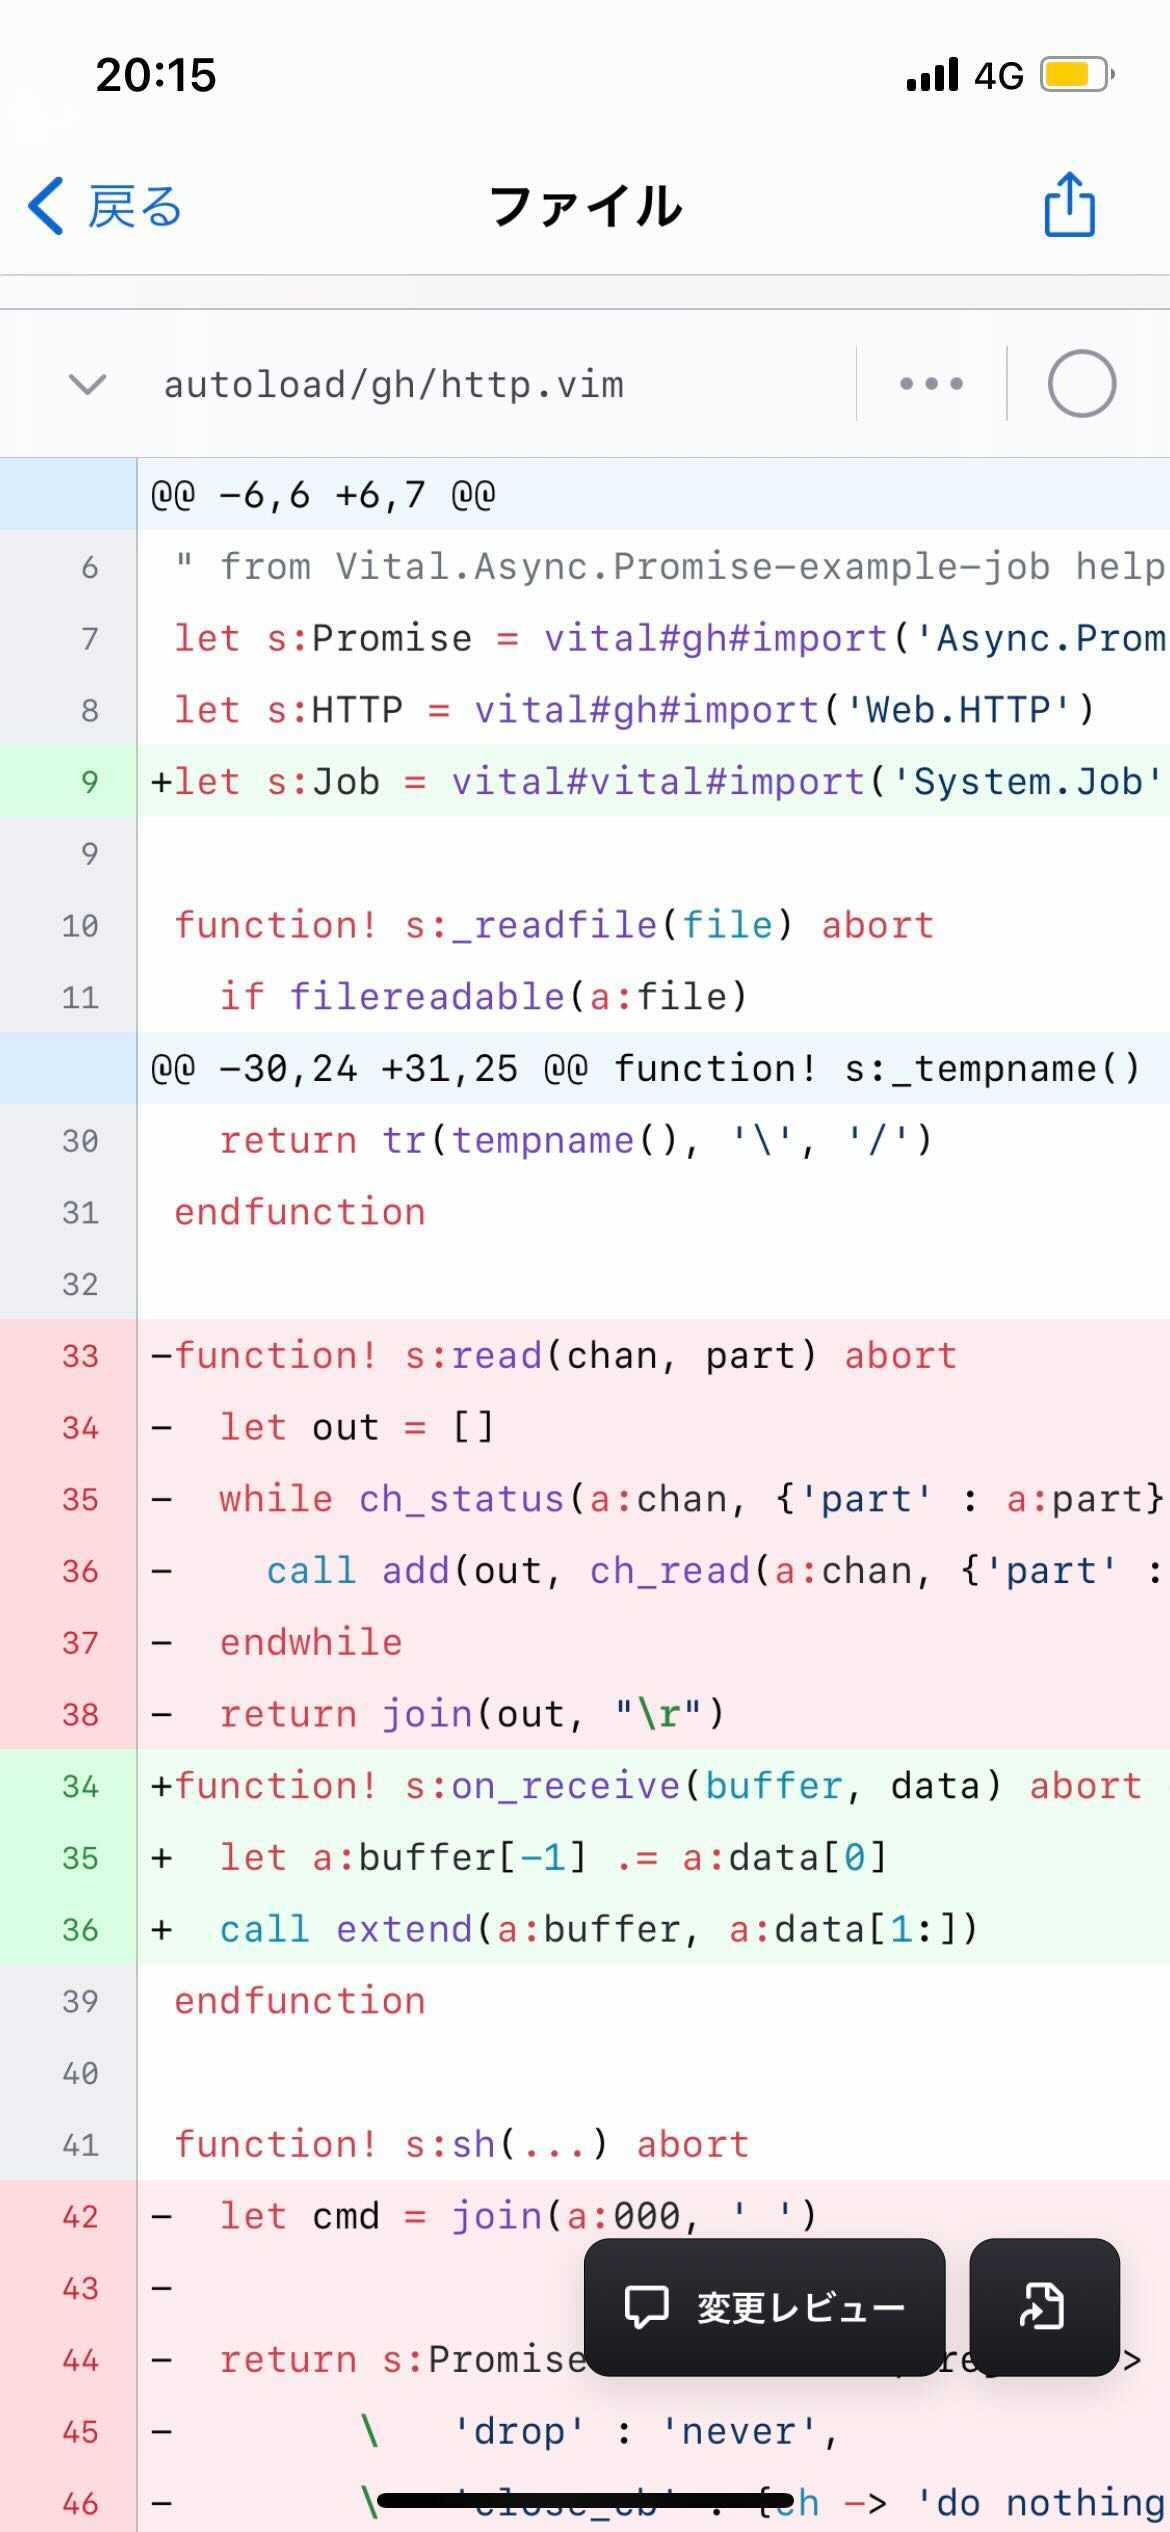 20:15
4G
戻る
ファイル
autoload/gh/http.vim
@@ -6,6 +6,7 @@
6 " from Vital.Async.Promise-example-job help
7 let s:Promise = vital#gh#import('Async.Prom
8 let s:HTTP = vital#gh#import('Web.HTTP')
9 +let s:Job = vital#vital#import('System.Job'
9
10 function! s:_readfile(file) abort
11 if filereadable(a:file)
@@ -30,24 +31,25 @@ function! s:_tempname()
30 return tr(tempname(), '\', '/')
31 endfunction
32
33 -function! s:read(chan, part) abort
34 - let out = []
35 - while ch_status(a:chan, {'part' : a:part}
36 - call add(out, ch_read(a:chan, {'part' :
37 - endwhile
38 - return join(out, "\r")
34 +function! s:on_receive(buffer, data) abort
35 + let a:buffer[-1] .= a:data[0]
36 + call extend(a:buffer, a:data[1:])
39 endfunction
40
41 function! s:sh(...) abort
42 - let cmd = join(a:000, ' ')
43 -
変更レビュー
44 - return s:Promise >
45 - \ 'drop' : 'never',
46 - \ 'close_cb' : {ch -> 'do nothing